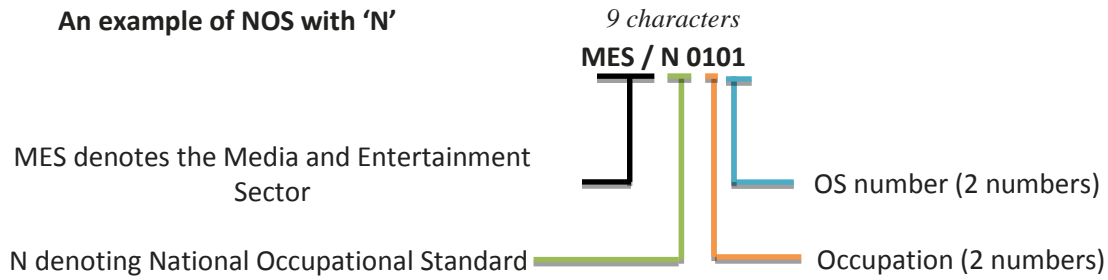 An example of NOS with ‘N’
9 characters
MES / N 0101
MES denotes the Media and Entertainment
Sector
OS number (2 numbers)
N denoting National Occupational Standard
Occupation (2 numbers)